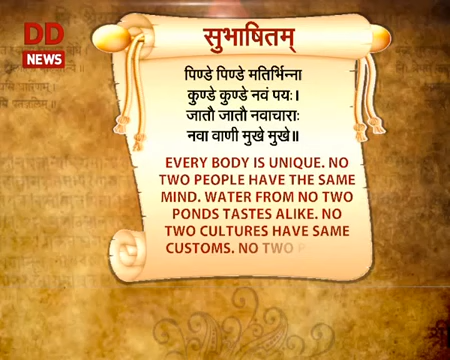 DD
NEWS
सुभाषितम्
पिण्डे पिण्डे मतिर्भिन्ना
कुण्डे कुण्डे नवं पयः।
जातौ जातौ नवाचाराः
नवा वाणी मुखे मुखे॥
EVERY BODY IS UNIQUE. NO
TWO PEOPLE HAVE THE SAME
MIND. WATER FROM NO TWO
PONDS TASTES ALIKE. NO
TWO CULTURES HAVE SAME
CUSTOMS. NO TWO P